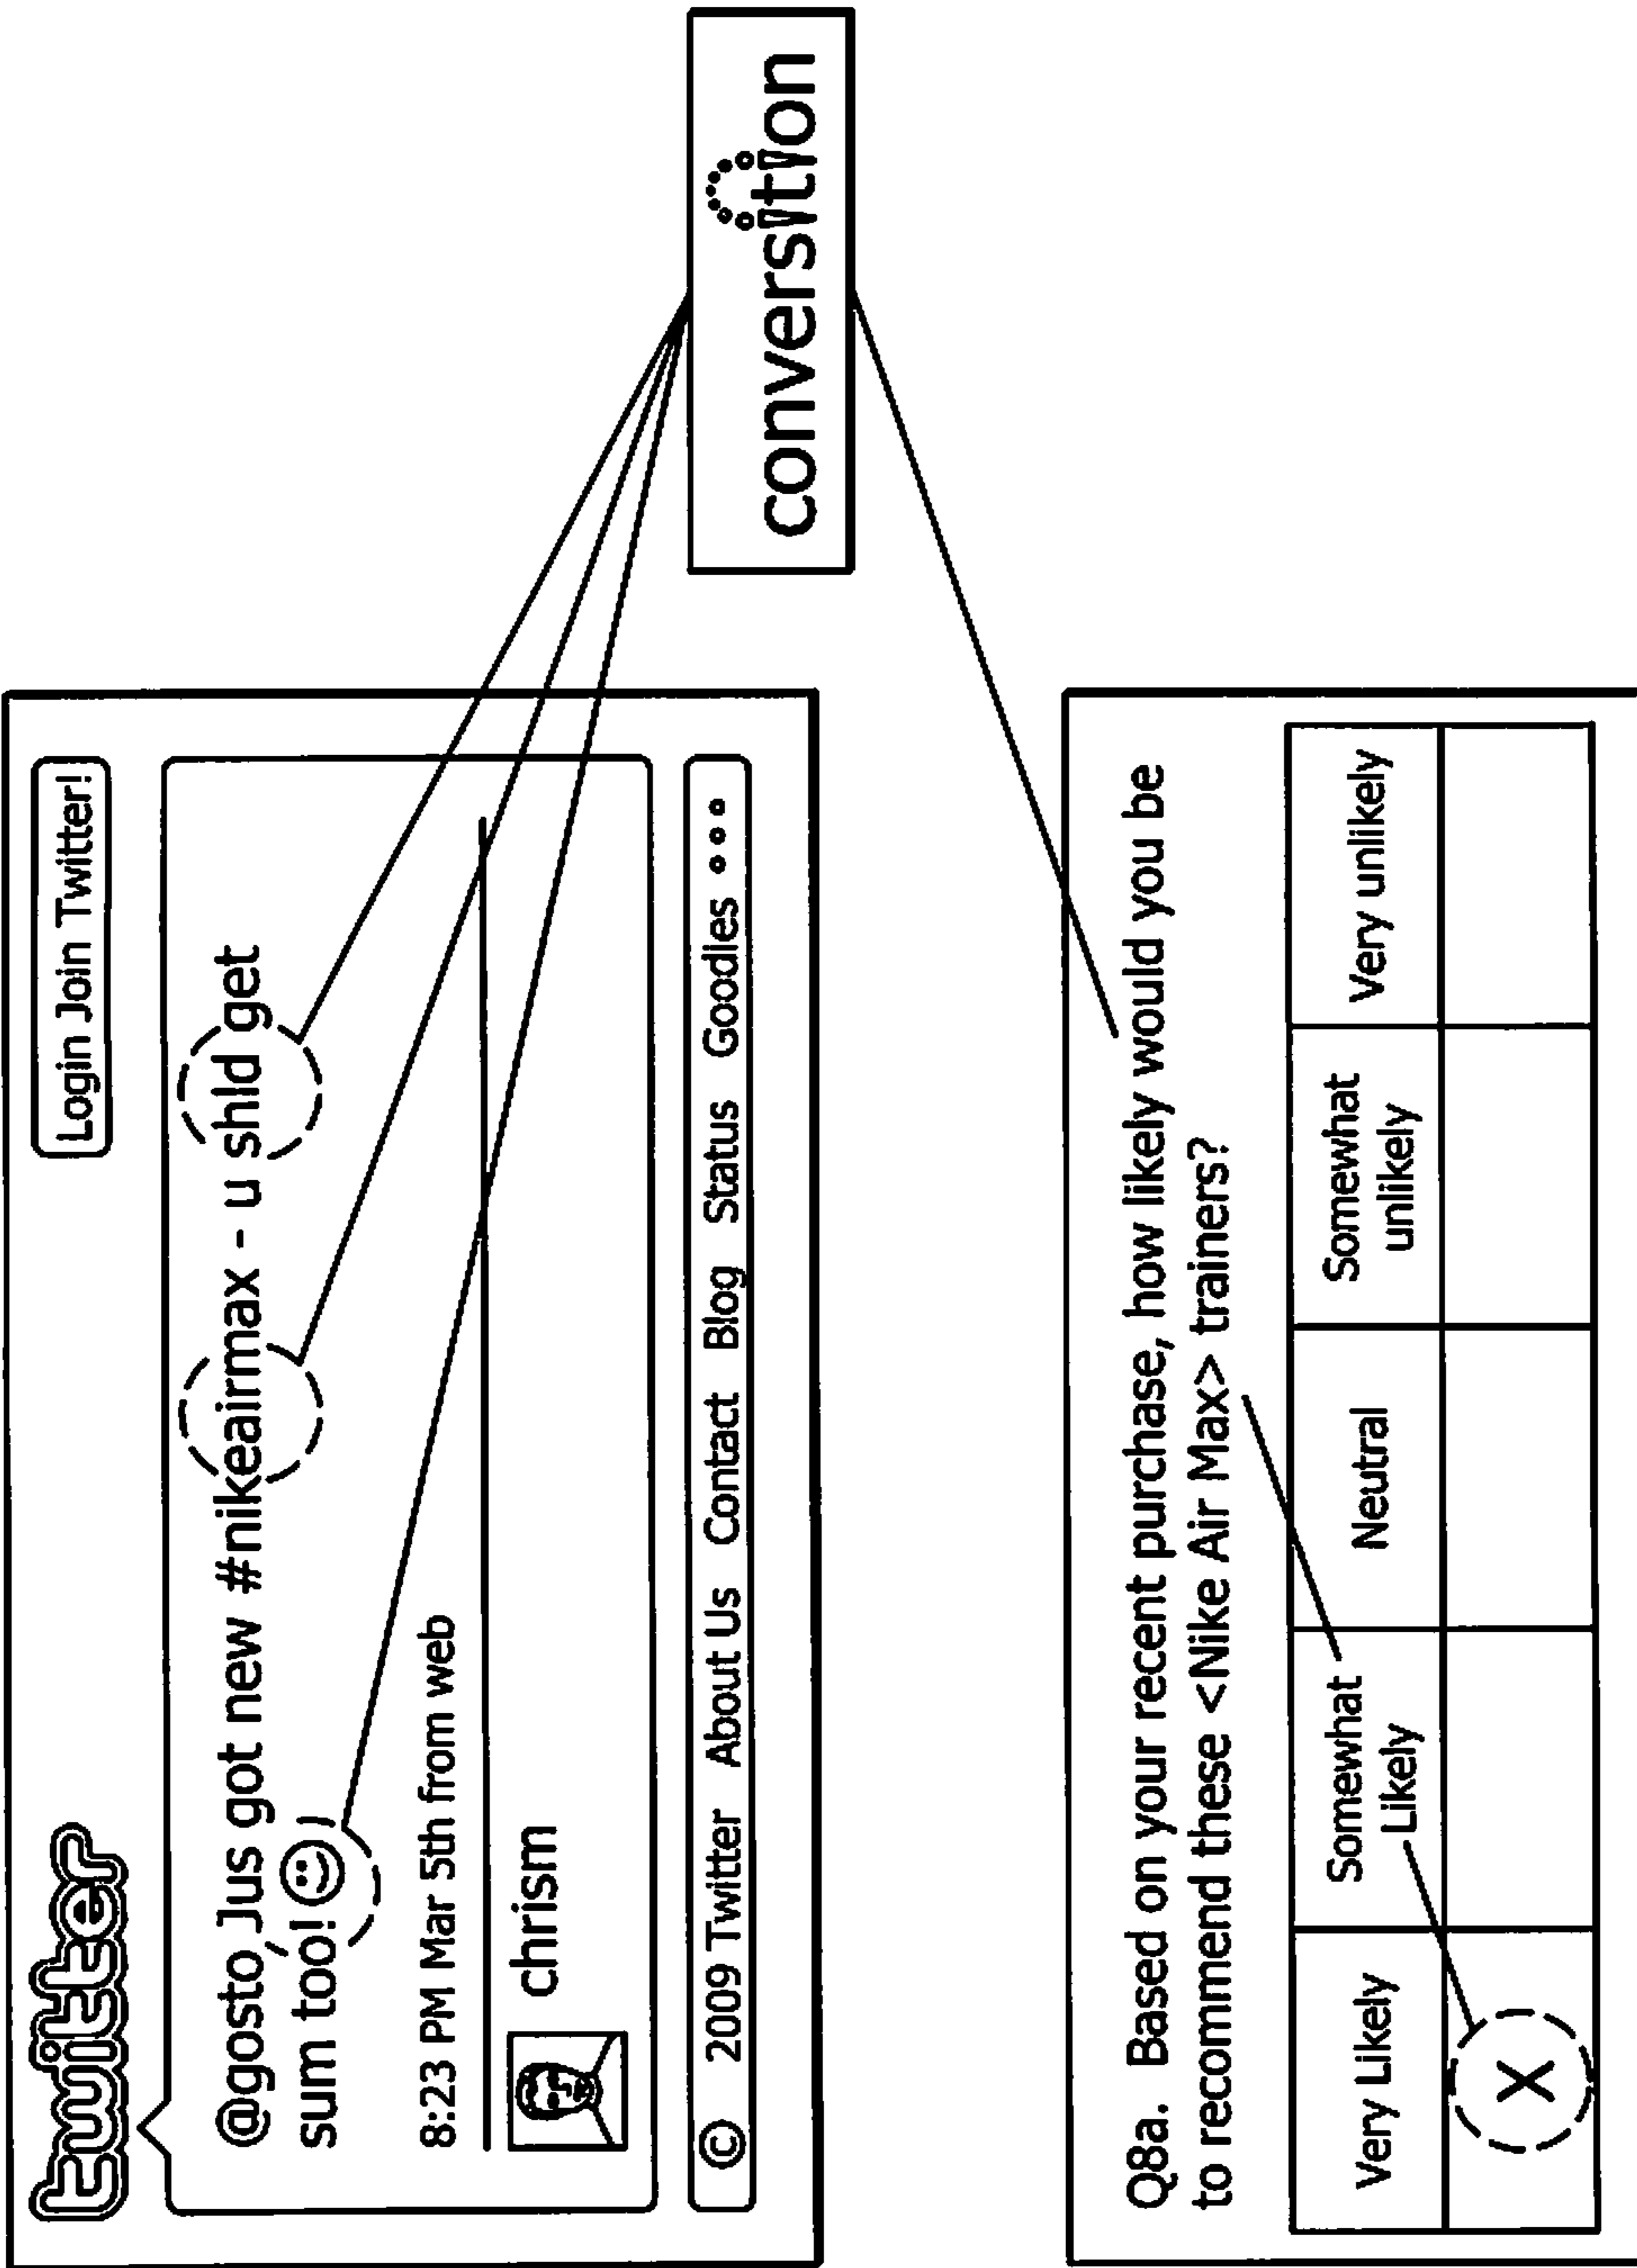 twitter
Login Join Twitter!
@gosto Jus got new #nikeairmax - u shld get
sum too!
8:23 PM Mar 5th from web
chrism
© 2009 Twitter About Us Contact Blog Status Goodies
conversition
Q8a. Based on your recent purchase, how likely would you be
to recommend these <Nike Air Max> trainers?
Very Likely
Somewhat
Likely
Neutral
Somewhat
unlikely
Very unlikely
X